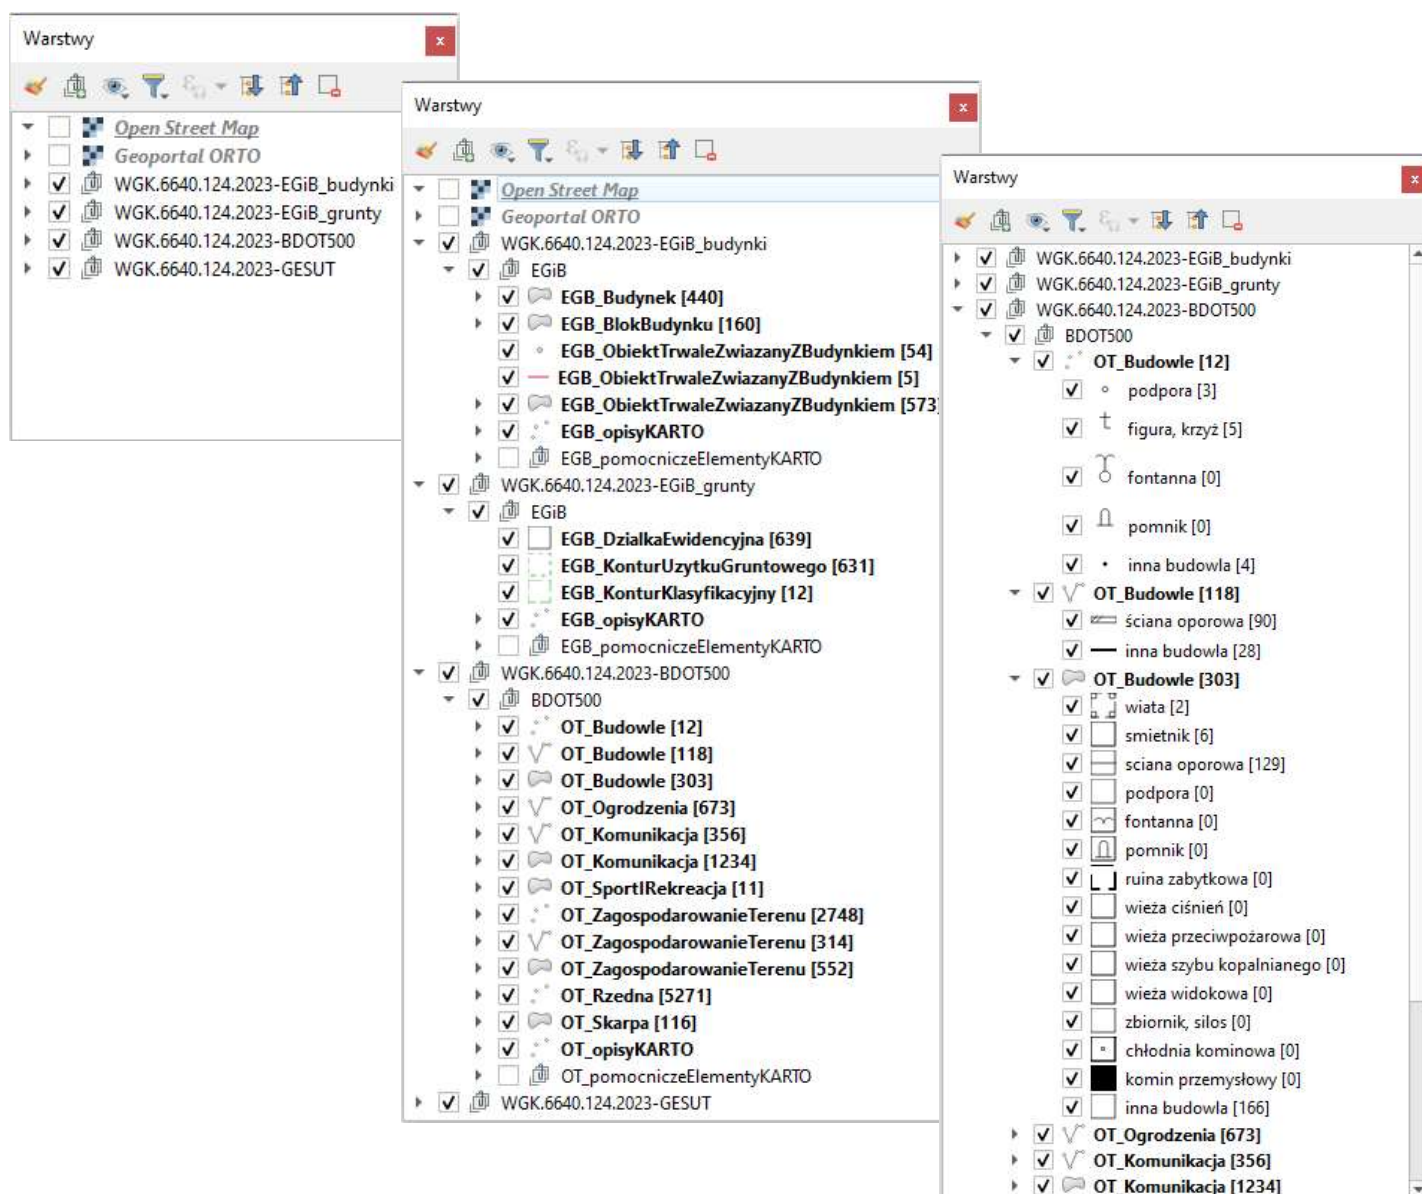 Warstwy
Open Street Map
Geoportal ORTO
WGK.6640.124.2023-EGiB_budynki
WGK.6640.124.2023-EGiB_grunty
WGK.6640.124.2023-BDOT500
WGK.6640.124.2023-GESUT
Warstwy
Open Street Map
Geoportal ORTO
WGK.6640.124.2023-EGiB_budynki
EGiB
EGB_Budynek [440]
EGB_BlokBudynku [160]
EGB_ObiektTrwaleZwiazanyZBudynkiem [54]
EGB_ObiektTrwaleZwiazanyZBudynkiem [5]
EGB_ObiektTrwaleZwiazanyZBudynkiem [573]
EGB_opisyKARTO
EGB_pomocniczeElementyKARTO
WGK.6640.124.2023-EGiB_grunty
EGiB
EGB_DzialkaEwidencyjna [639]
EGB_KonturUzytkuGruntowego [631]
EGB_KonturKlasyfikacyjny [12]
EGB_opisyKARTO
EGB_pomocniczeElementyKARTO
WGK.6640.124.2023-BDOT500
BDOT500
OT_Budowle [12]
OT_Budowle [118]
OT_Budowle [303]
OT_Ogrodzenia [673]
OT_Komunikacja [356]
OT_Komunikacja [1234]
OT_SportIRekreacja [11]
OT_ZagospodarowanieTerenu [2748]
OT_ZagospodarowanieTerenu [314]
OT_ZagospodarowanieTerenu [552]
OT_Rzedna [5271]
OT_Skarpa [116]
OT_opisyKARTO
OT_pomocniczeElementyKARTO
WGK.6640.124.2023-GESUT
Warstwy
WGK.6640.124.2023-EGiB_budynki
WGK.6640.124.2023-EGiB_grunty
WGK.6640.124.2023-BDOT500
BDOT500
OT_Budowle [12]
podpora [3]
figura, krzyż [5]
fontanna [0]
pomnik [0]
inna budowla [4]
OT_Budowle [118]
ściana oporowa [90]
inna budowla [28]
OT_Budowle [303]
wiata [2]
smietnik [6]
sciana oporowa [129]
podpora [0]
fontanna [0]
pomnik [0]
ruina zabytkowa [0]
wieża ciśnień [0]
wieża przeciwpożarowa [0]
wieża szybu kopalnianego [0]
wieża widokowa [0]
zbiornik, silos [0]
chłodnia kominowa [0]
komin przemysłowy [0]
inna budowla [166]
OT_Ogrodzenia [673]
OT_Komunikacja [356]
OT_Komunikacja [1234]